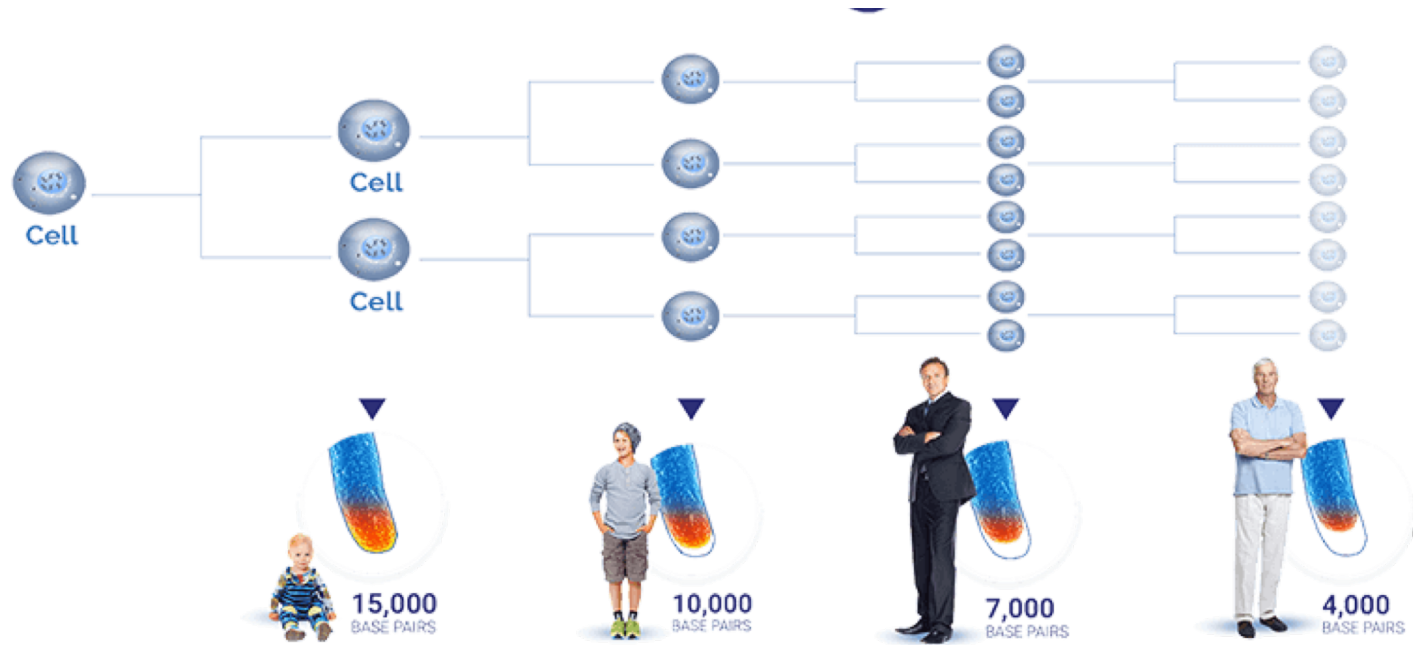 Cell
Cell
Cell
15,000
BASE PAIRS
10,000
BASE PAIRS
7,000
BASE PAIRS
4,000
BASE PAIRS